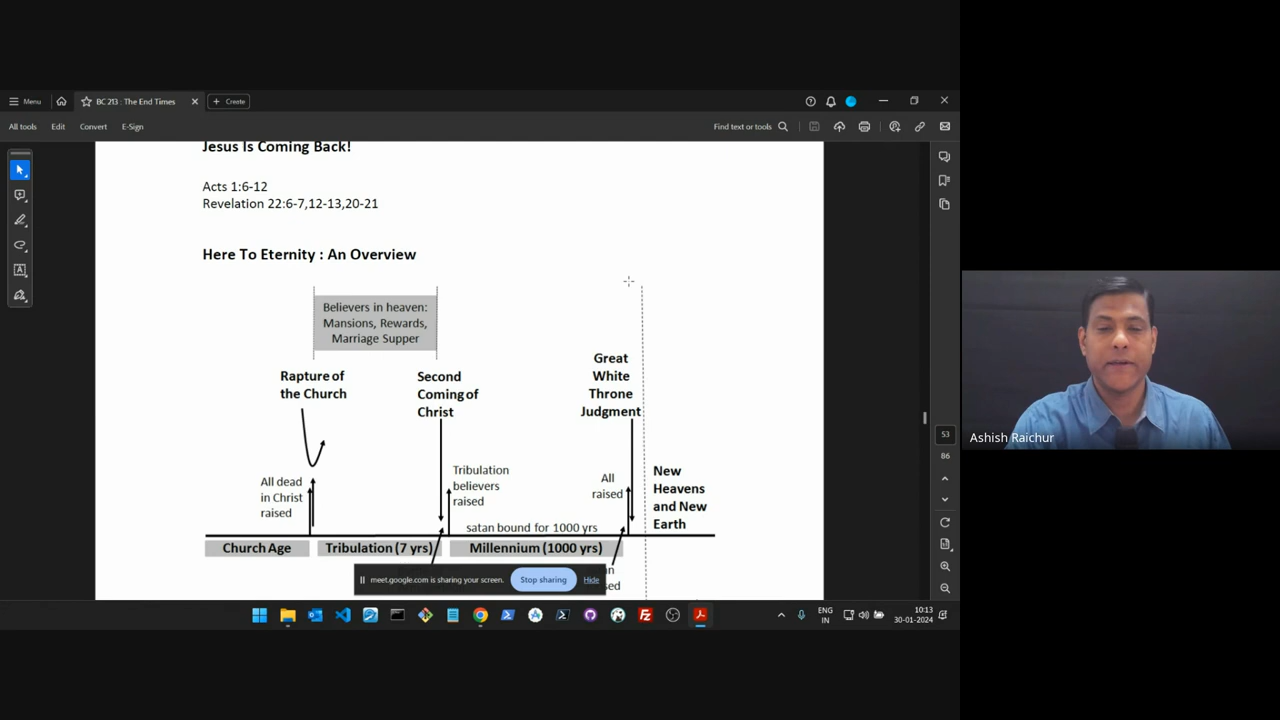 Menu
BC 213 : The End Times
Create
All tools
Edit
Convert
E-Sign
Find text or tools
Jesus Is Coming Back!
Acts 1:6-12
Revelation 22:6-7,12-13,20-21
Here To Eternity : An Overview
Believers in heaven:
Mansions, Rewards,
Marriage Supper
Rapture of
the Church
Second
Coming of
Christ
Great
White
Throne
Judgment
All dead
in Christ
raised
Tribulation
believers
raised
All
raised
New
Heavens
and New
Earth
satan bound for 1000 yrs
Church Age
Tribulation (7 yrs)
Millennium (1000 yrs)
meet.google.com is sharing your screen.
Stop sharing
Hide
53
86
Ashish Raichur
ENG
IN
10:13
30-01-2024